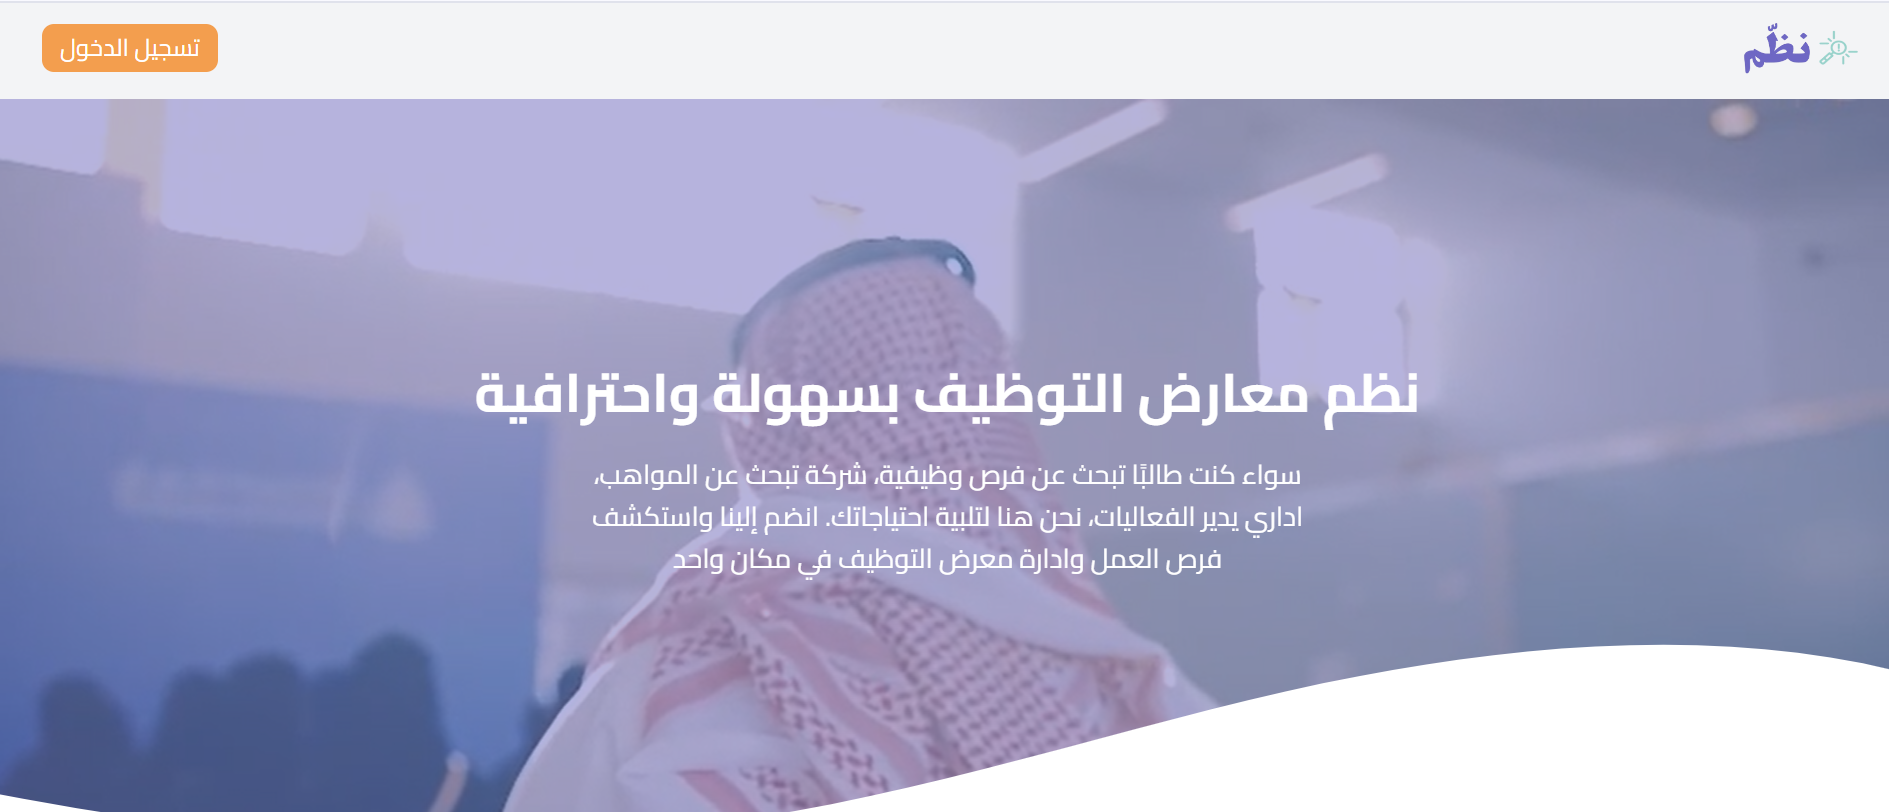 نظّم
تسجيل الدخول
نظم معارض التوظيف بسهولة واحترافية
سواء كنت طالبًا تبحث عن فرص وظيفية، شركة تبحث عن المواهب،
اداري يدير الفعاليات، نحن هنا لتلبية احتياجاتك. انضم إلينا واستكشف
فرص العمل وادارة معرض التوظيف في مكان واحد